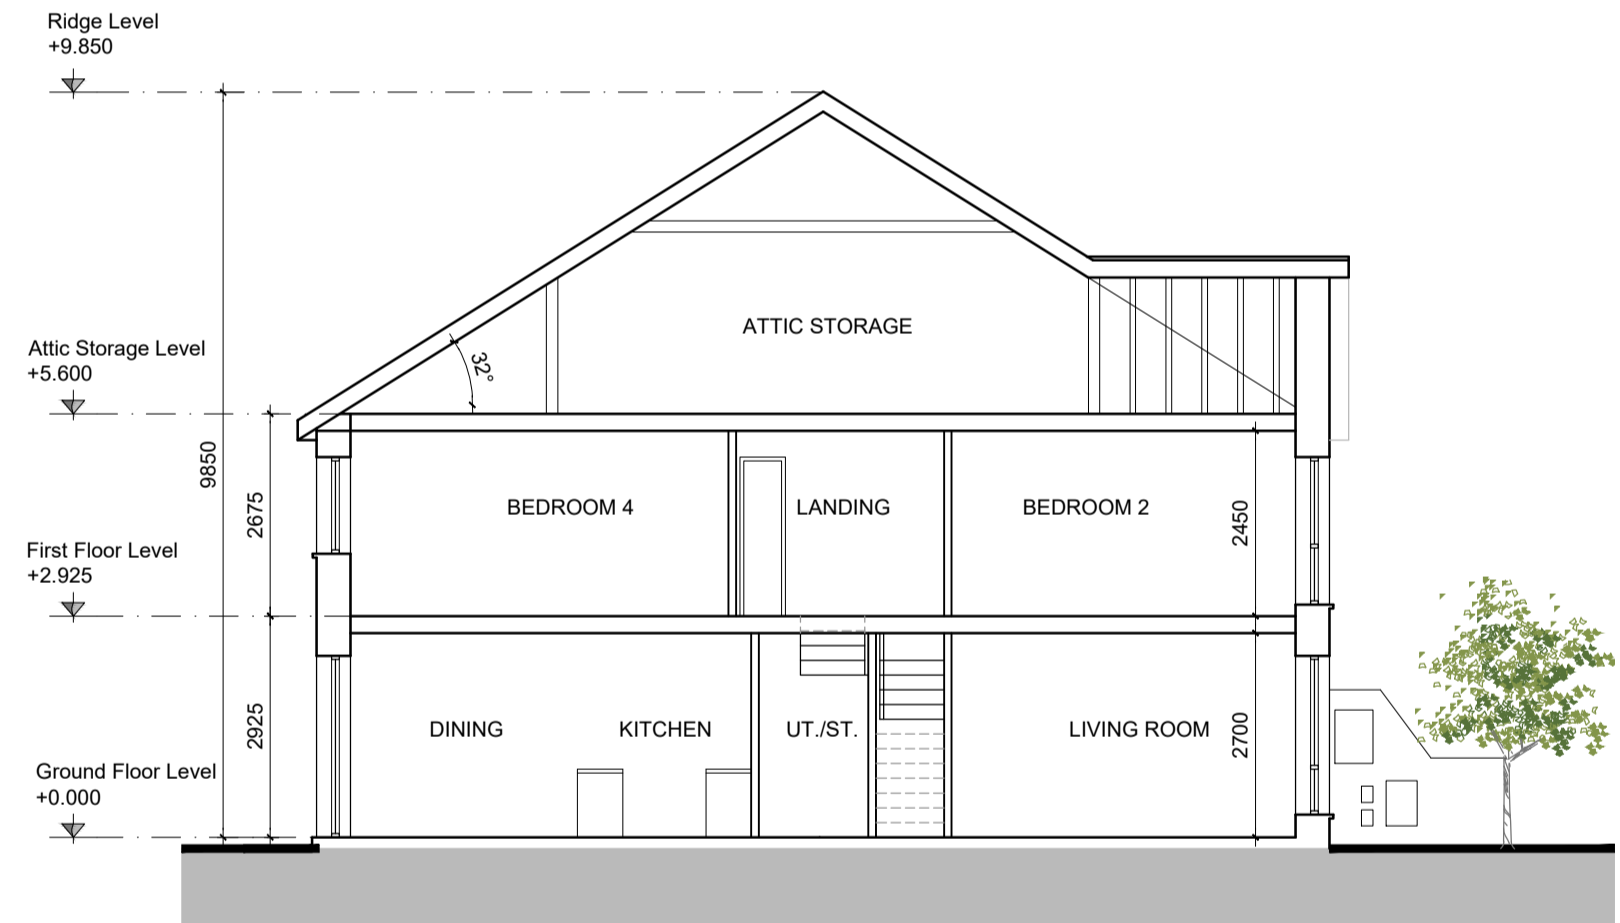 Ridge Level
+9.850
ATTIC STORAGE
Attic Storage Level
+5.600
32°
9850
2675
BEDROOM 4
LANDING
BEDROOM 2
2450
First Floor Level
+2.925
2925
DINING
KITCHEN
UT./ST.
LIVING ROOM
2700
Ground Floor Level
+0.000